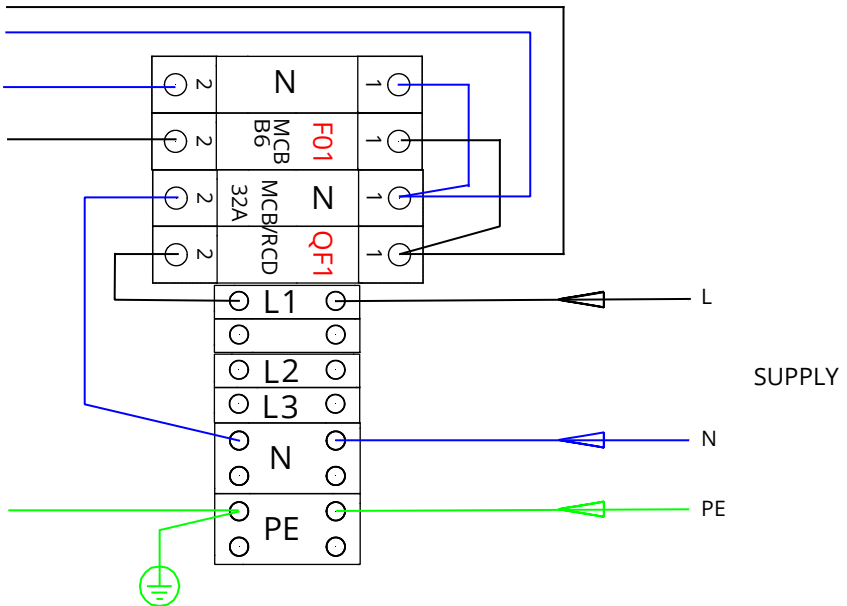 2 N 1
2 MCB F01 1
B6
2 MCB/RCD N 1
32A
2 QF1 1
L1 L
L2
SUPPLY
L3
N N
PE PE